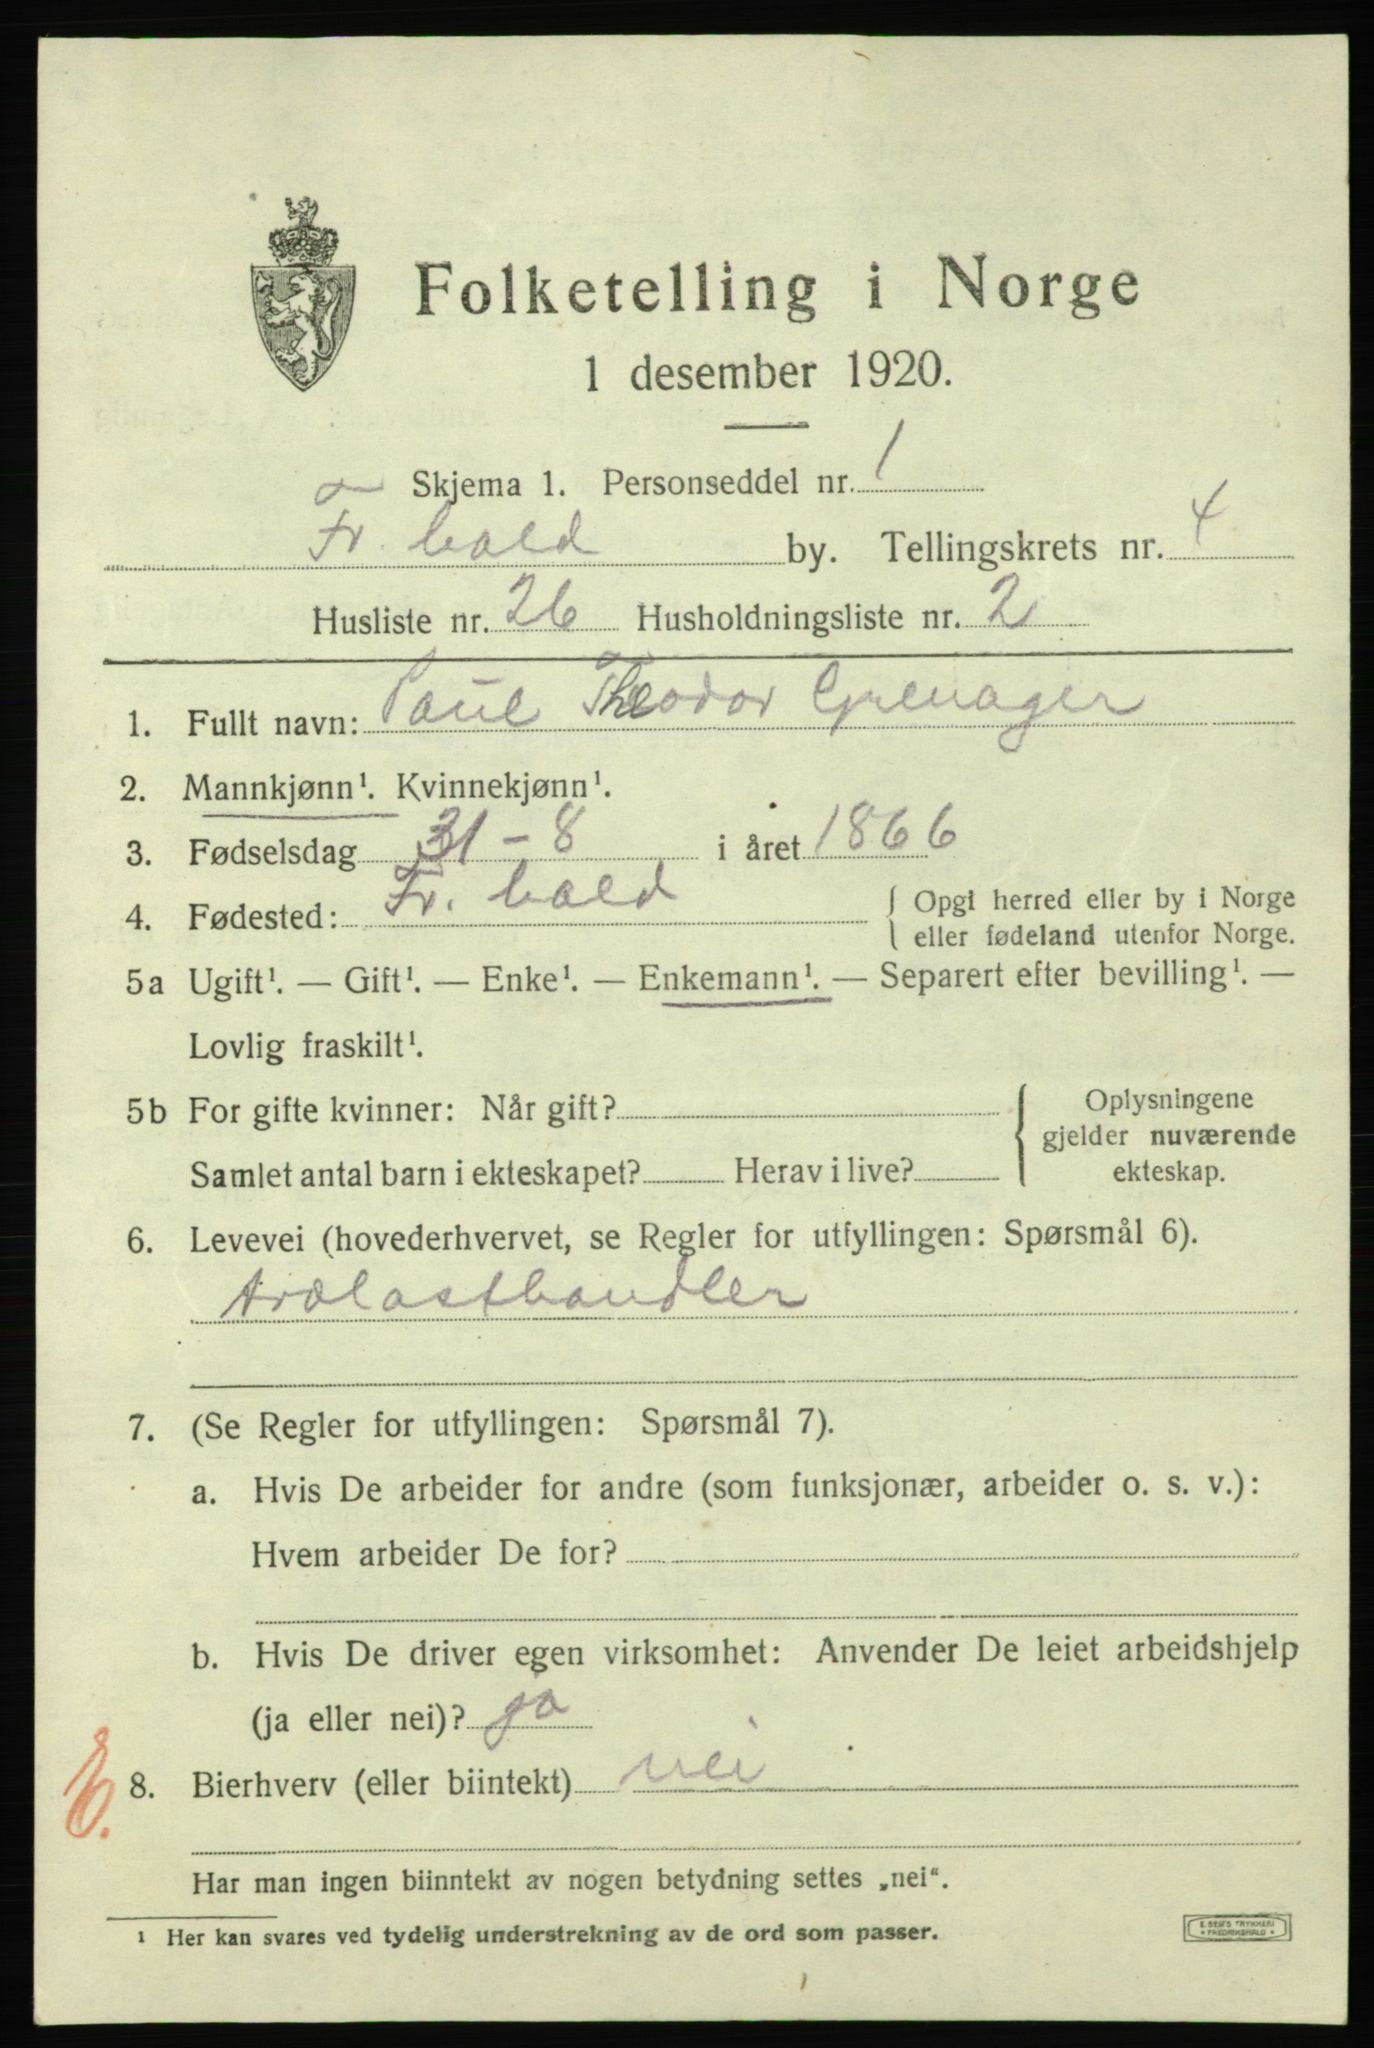 Folketelling i Norge
1 desember 1920.
Skjema 1. Personseddel nr. 1
Fr. hald by. Tellingskrets nr. 4
Husliste nr. 26 Husholdningsliste nr. 2
1. Fullt navn: Paul Theodor Grenager
2. Mannkjønn¹. Kvinnekjønn¹.
3. Fødselsdag 31-8 i året 1866
4. Fødested: Fr. hald { Opgi herred eller by i Norge
eller fødeland utenfor Norge.
5a Ugift¹. — Gift¹. — Enke¹. — Enkemann¹. — Separert efter bevilling¹. —
Lovlig fraskilt¹.
5b For gifte kvinner: Når gift? { Oplysningene
gjelder nuværende
Samlet antal barn i ekteskapet? Herav i live? ekteskap.
6. Levevei (hovederhvervet, se Regler for utfyllingen: Spørsmål 6).
trælasthandler
7. (Se Regler for utfyllingen: Spørsmål 7).
a. Hvis De arbeider for andre (som funksjonær, arbeider o. s. v.):
Hvem arbeider De for?
b. Hvis De driver egen virksomhet: Anvender De leiet arbeidshjelp
(ja eller nei)? ja
8. Bierhverv (eller biintekt) nei
Har man ingen biinntekt av nogen betydning settes „nei“.
¹ Her kan svares ved tydelig understrekning av de ord som passer.
E. SEM'S TRYKKERI
• FREDRIKSHALD •